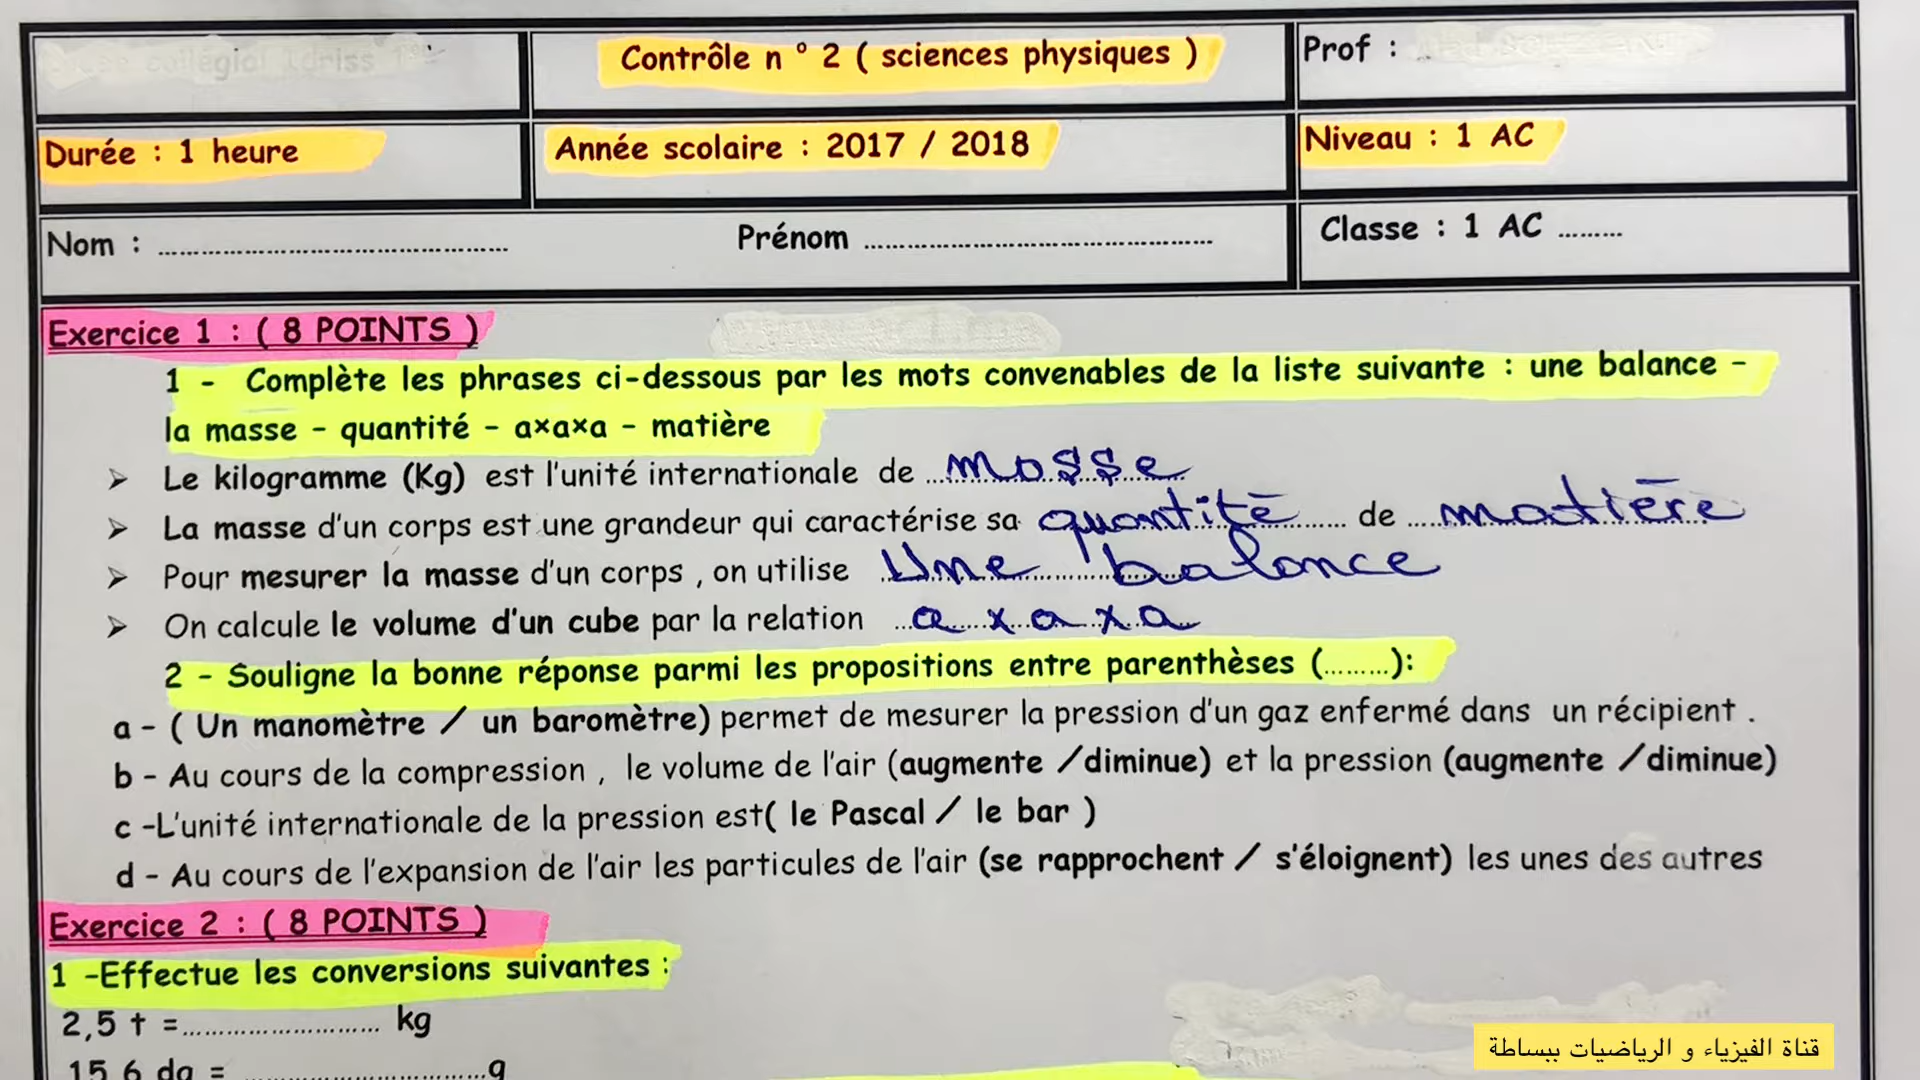 Contrôle n ° 2 ( sciences physiques )
Prof :
Durée : 1 heure
Année scolaire : 2017 / 2018
Niveau : 1 AC
Nom : ............................................
Prénom ............................................
Classe : 1 AC .........
Exercice 1 : ( 8 POINTS )
1 - Complète les phrases ci-dessous par les mots convenables de la liste suivante : une balance -
la masse - quantité - a×a×a - matière
➢ Le kilogramme (Kg) est l'unité internationale de masse
➢ La masse d'un corps est une grandeur qui caractérise sa quantité de matière
➢ Pour mesurer la masse d'un corps , on utilise Une balance
➢ On calcule le volume d'un cube par la relation a x a x a
2 - Souligne la bonne réponse parmi les propositions entre parenthèses (.........):
a - ( Un manomètre / un baromètre) permet de mesurer la pression d'un gaz enfermé dans un récipient .
b - Au cours de la compression , le volume de l'air (augmente /diminue) et la pression (augmente /diminue)
c -L'unité internationale de la pression est( le Pascal / le bar )
d - Au cours de l'expansion de l'air les particules de l'air (se rapprochent / s'éloignent) les unes des autres
Exercice 2 : ( 8 POINTS )
1 -Effectue les conversions suivantes :
2,5 t =........................... kg
15,6 dg = ...............................g
قناة الفيزياء و الرياضيات ببساطة